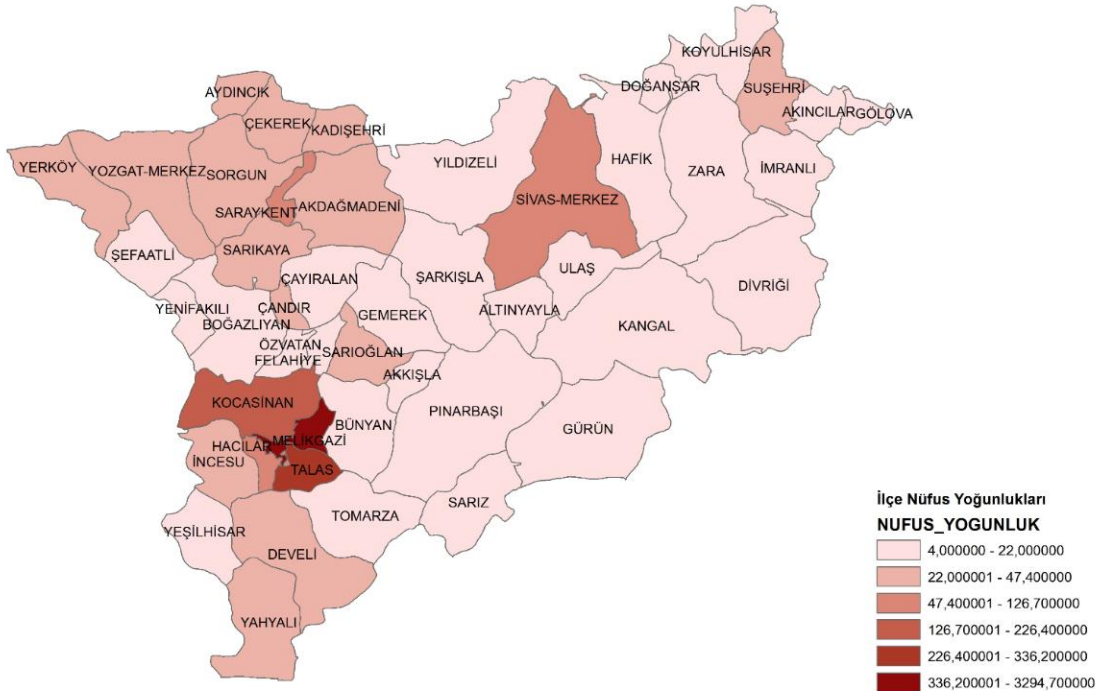 KOYULHİSAR
DOĞANŞAR
SUŞEHRİ
AKINCILAR GÖLOVA
AYDINCIK
ÇEKEREK
KADIŞEHRİ
YERKÖY
YOZGAT-MERKEZ
SORGUN
YILDIZELİ
HAFİK
ZARA
İMRANLI
SARAYKENT
AKDAĞMADENİ
SİVAS-MERKEZ
ŞEFAATLİ
SARIKAYA
ÇAYIRALAN
ŞARKIŞLA
ULAŞ
DİVRİĞİ
YENİFAKILI
BOĞAZLIYAN
ÇANDIR
GEMEREK
ALTINYAYLA
KANGAL
ÖZVATAN
FELAHİYE
SARIOĞLAN
AKKIŞLA
KOCASİNAN
BÜNYAN
PINARBAŞI
GÜRÜN
HACILAR
MELİKGAZİ
İNCESU
TALAS
YEŞİLHİSAR
TOMARZA
SARIZ
DEVELİ
YAHYALI
İlçe Nüfus Yoğunlukları
NUFUS_YOGUNLUK
4,000000 - 22,000000
22,000001 - 47,400000
47,400001 - 126,700000
126,700001 - 226,400000
226,400001 - 336,200000
336,200001 - 3294,700000